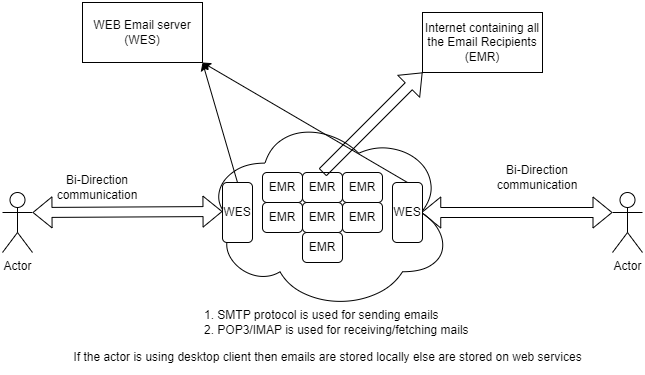 WEB Email server
(WES)
Internet containing all
the Email Recipients
(EMR)
Bi-Direction
communication
Bi-Direction
communication
EMR EMR EMR
WES EMR EMR EMR WES
EMR
Actor
Actor
1. SMTP protocol is used for sending emails
2. POP3/IMAP is used for receiving/fetching mails
If the actor is using desktop client then emails are stored locally else are stored on web services